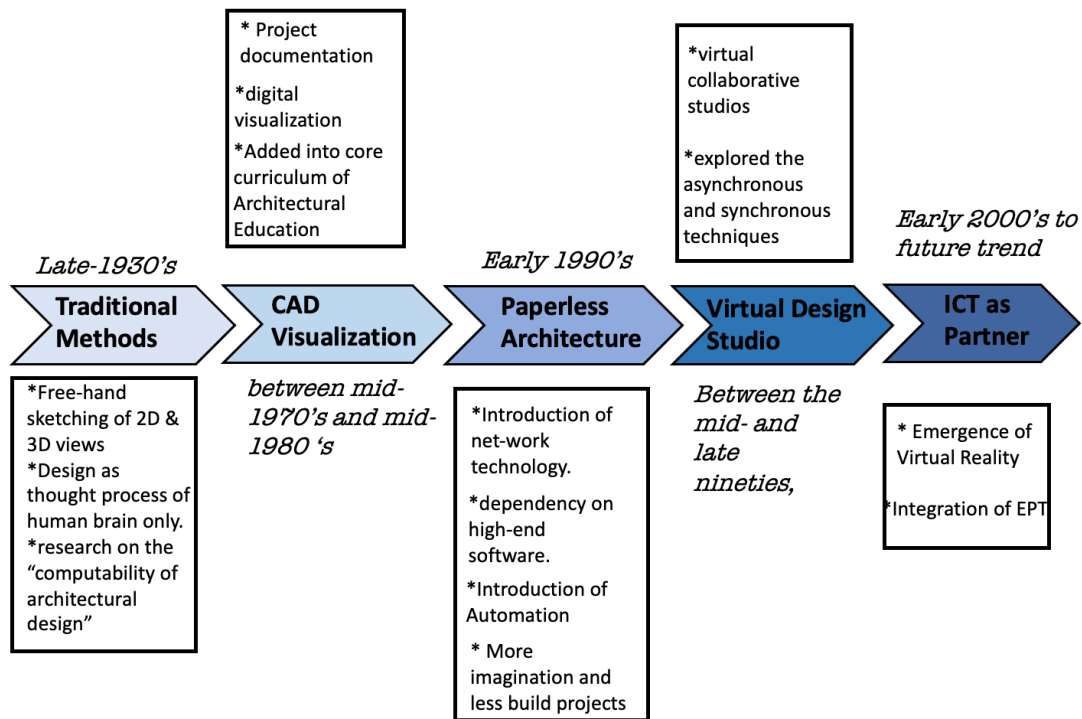 Late-1930's
Traditional
Methods
*Free-hand
sketching of 2D &
3D views
*Design as
thought process of
human brain only.
*research on the
“computability of
architectural
design”
* Project
documentation
*digital
visualization
*Added into core
curriculum of
Architectural
Education
CAD
Visualization
between mid-
1970's and mid-
1980 's
Early 1990's
Paperless
Architecture
*Introduction of
net-work
technology.
*dependency on
high-end
software.
*Introduction of
Automation
* More
imagination and
less build projects
*virtual
collaborative
studios
*explored the
asynchronous
and synchronous
techniques
Virtual Design
Studio
Between the
mid- and
late
nineties,
Early 2000's to
future trend
ICT as
Partner
* Emergence of
Virtual Reality
*Integration of EPT